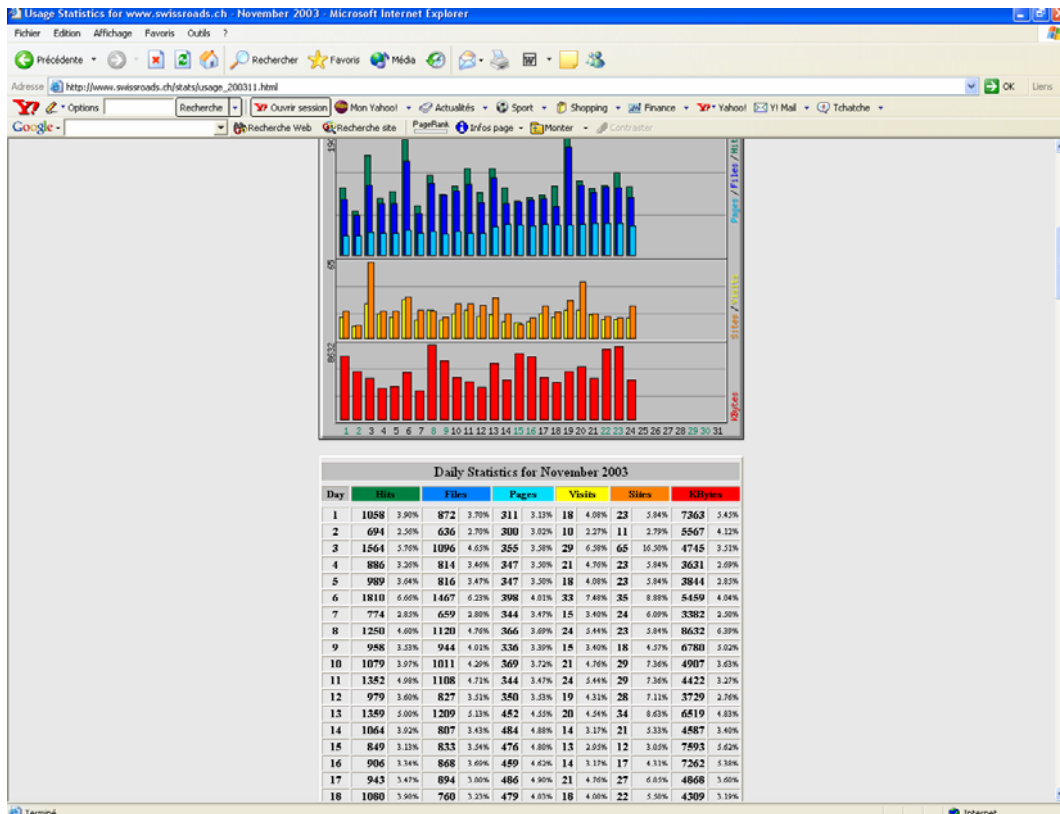 Usage Statistics for www.swissroads.ch - November 2003 - Microsoft Internet Explorer
Fichier Edition Affichage Favoris Outils ?
Précédente Rechercher Favoris Média
Adresse http://www.swissroads.ch/stats/usage_200311.html OK Liens
Y! Options Recherche Ouvrir session Mon Yahoo! Actualités Sport Shopping Finance Yahoo! Y! Mail Tchatche
Google Recherche Web Recherche site PageRank Infos page Monter Contraster
Pages / Files / Hit
65
Sites / Visits
8632
KBytes
1 2 3 4 5 6 7 8 9 10 11 12 13 14 15 16 17 18 19 20 21 22 23 24 25 26 27 28 29 30 31
Daily Statistics for November 2003
Day Hits Files Pages Visits Sites KBytes
1 1058 3.90% 872 3.70% 311 3.13% 18 4.08% 23 5.84% 7363 5.45%
2 694 2.56% 636 2.70% 300 3.02% 10 2.27% 11 2.79% 5567 4.12%
3 1564 5.76% 1096 4.65% 355 3.58% 29 6.58% 65 16.50% 4745 3.51%
4 886 3.26% 814 3.46% 347 3.50% 21 4.76% 23 5.84% 3631 2.69%
5 989 3.64% 816 3.47% 347 3.50% 18 4.08% 23 5.84% 3844 2.85%
6 1810 6.66% 1467 6.23% 398 4.01% 33 7.48% 35 8.88% 5459 4.04%
7 774 2.85% 659 2.80% 344 3.47% 15 3.40% 24 6.09% 3382 2.50%
8 1250 4.60% 1120 4.76% 366 3.69% 24 5.44% 23 5.84% 8632 6.39%
9 958 3.53% 944 4.01% 336 3.39% 15 3.40% 18 4.57% 6780 5.02%
10 1079 3.97% 1011 4.29% 369 3.72% 21 4.76% 29 7.36% 4907 3.63%
11 1352 4.98% 1108 4.71% 344 3.47% 24 5.44% 29 7.36% 4422 3.27%
12 979 3.60% 827 3.51% 350 3.53% 19 4.31% 28 7.11% 3729 2.76%
13 1359 5.00% 1209 5.13% 452 4.55% 20 4.54% 34 8.63% 6519 4.83%
14 1064 3.92% 807 3.43% 484 4.88% 14 3.17% 21 5.33% 4587 3.40%
15 849 3.13% 833 3.54% 476 4.80% 13 2.95% 12 3.05% 7593 5.62%
16 906 3.34% 868 3.69% 459 4.62% 14 3.17% 17 4.31% 7262 5.38%
17 943 3.47% 894 3.80% 486 4.90% 21 4.76% 27 6.85% 4868 3.60%
18 1080 3.98% 760 3.23% 479 4.83% 18 4.08% 22 5.58% 4309 3.19%
Terminé Internet